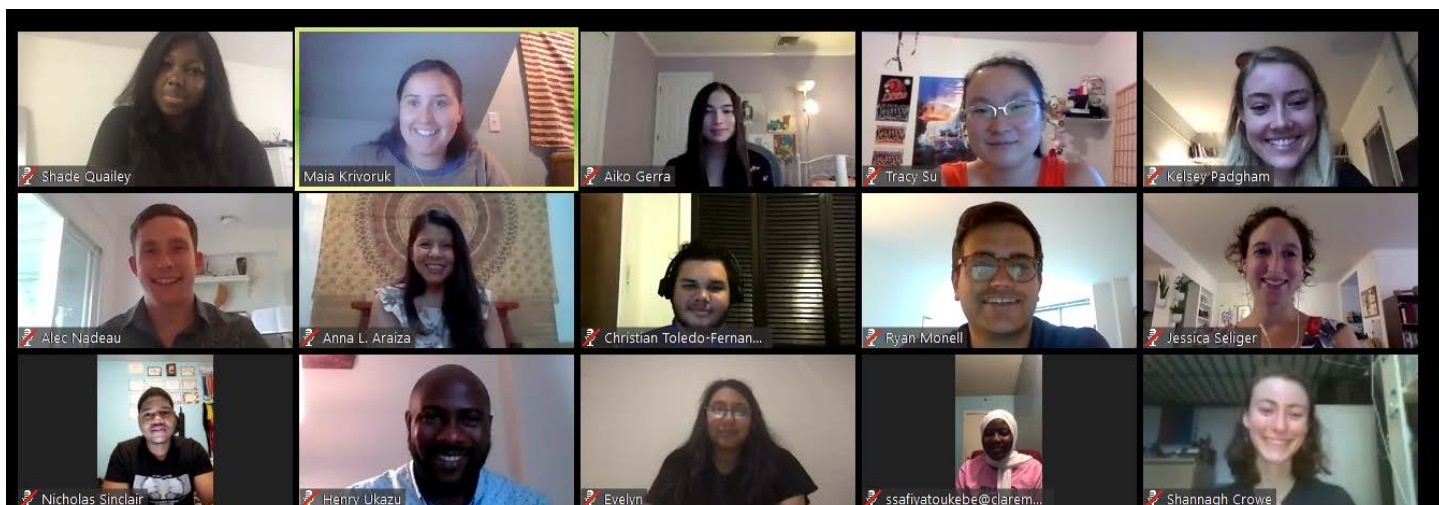 Shade Quailey
Maia Krivoruk
Aiko Gerra
Tracy Su
Kelsey Padgham
Alec Nadeau
Anna L. Araiza
Christian Toledo-Fernan...
Ryan Monell
Jessica Seliger
Nicholas Sinclair
Henry Ukazu
Evelyn
ssafiyatoukebe@clarem...
Shannagh Crowe